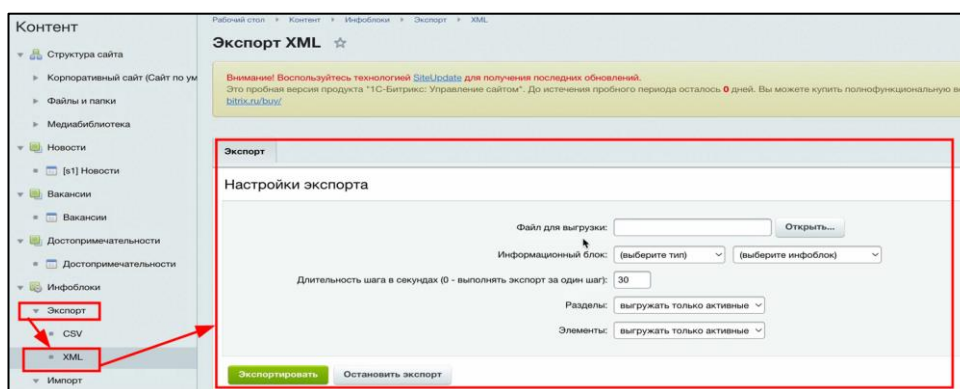 Контент
Структура сайта
Корпоративный сайт (Сайт по ум
Файлы и папки
Медиабиблиотека
Новости
[s1] Новости
Вакансии
Вакансии
Достопримечательности
Достопримечательности
Инфоблоки
Экспорт
CSV
XML
Импорт
Рабочий стол Контент Инфоблоки Экспорт XML
Экспорт XML
Внимание! Воспользуйтесь технологией SiteUpdate для получения последних обновлений.
Это пробная версия продукта "1С-Битрикс: Управление сайтом". До истечения пробного периода осталось 0 дней. Вы можете купить полнофункциональную в
bitrix.ru/buy/
Экспорт
Настройки экспорта
Файл для выгрузки: Открыть...
Информационный блок: (выберите тип) (выберите инфоблок)
Длительность шага в секундах (0 - выполнять экспорт за один шаг): 30
Разделы: выгружать только активные
Элементы: выгружать только активные
Экспортировать Остановить экспорт